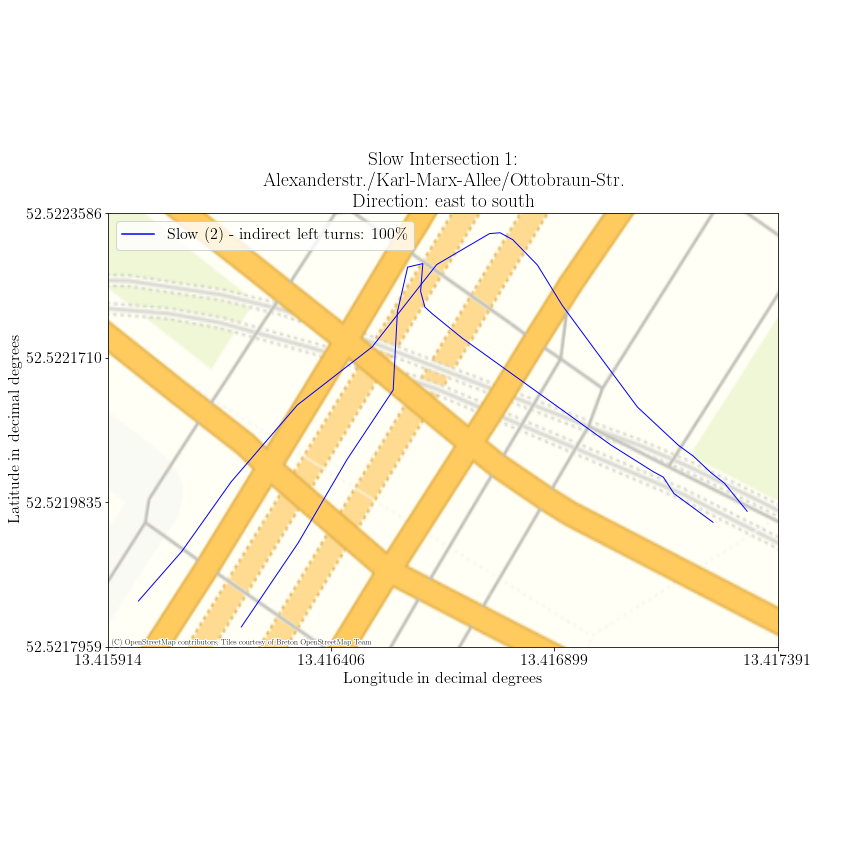 Slow Intersection 1:
Alexanderstr./Karl-Marx-Allee/Ottobraun-Str.
Direction: east to south
52.5223586
Slow (2) - indirect left turns: 100%
52.5221710
52.5219835
52.5217959
Latitude in decimal degrees
(C) OpenStreetMap contributors, Tiles courtesy of Breton OpenStreetMap Team
13.415914
13.416406
13.416899
13.417391
Longitude in decimal degrees